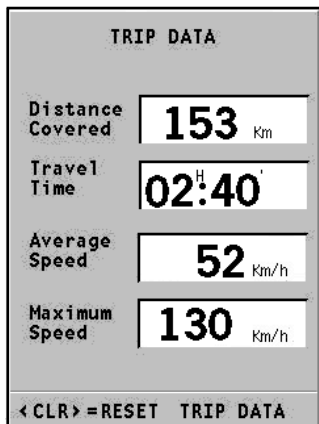 TRIP DATA
Distance
Covered
153 Km
Travel
Time
02H:40'
Average
Speed
52 Km/h
Maximum
Speed
130 Km/h
<CLR>=RESET TRIP DATA